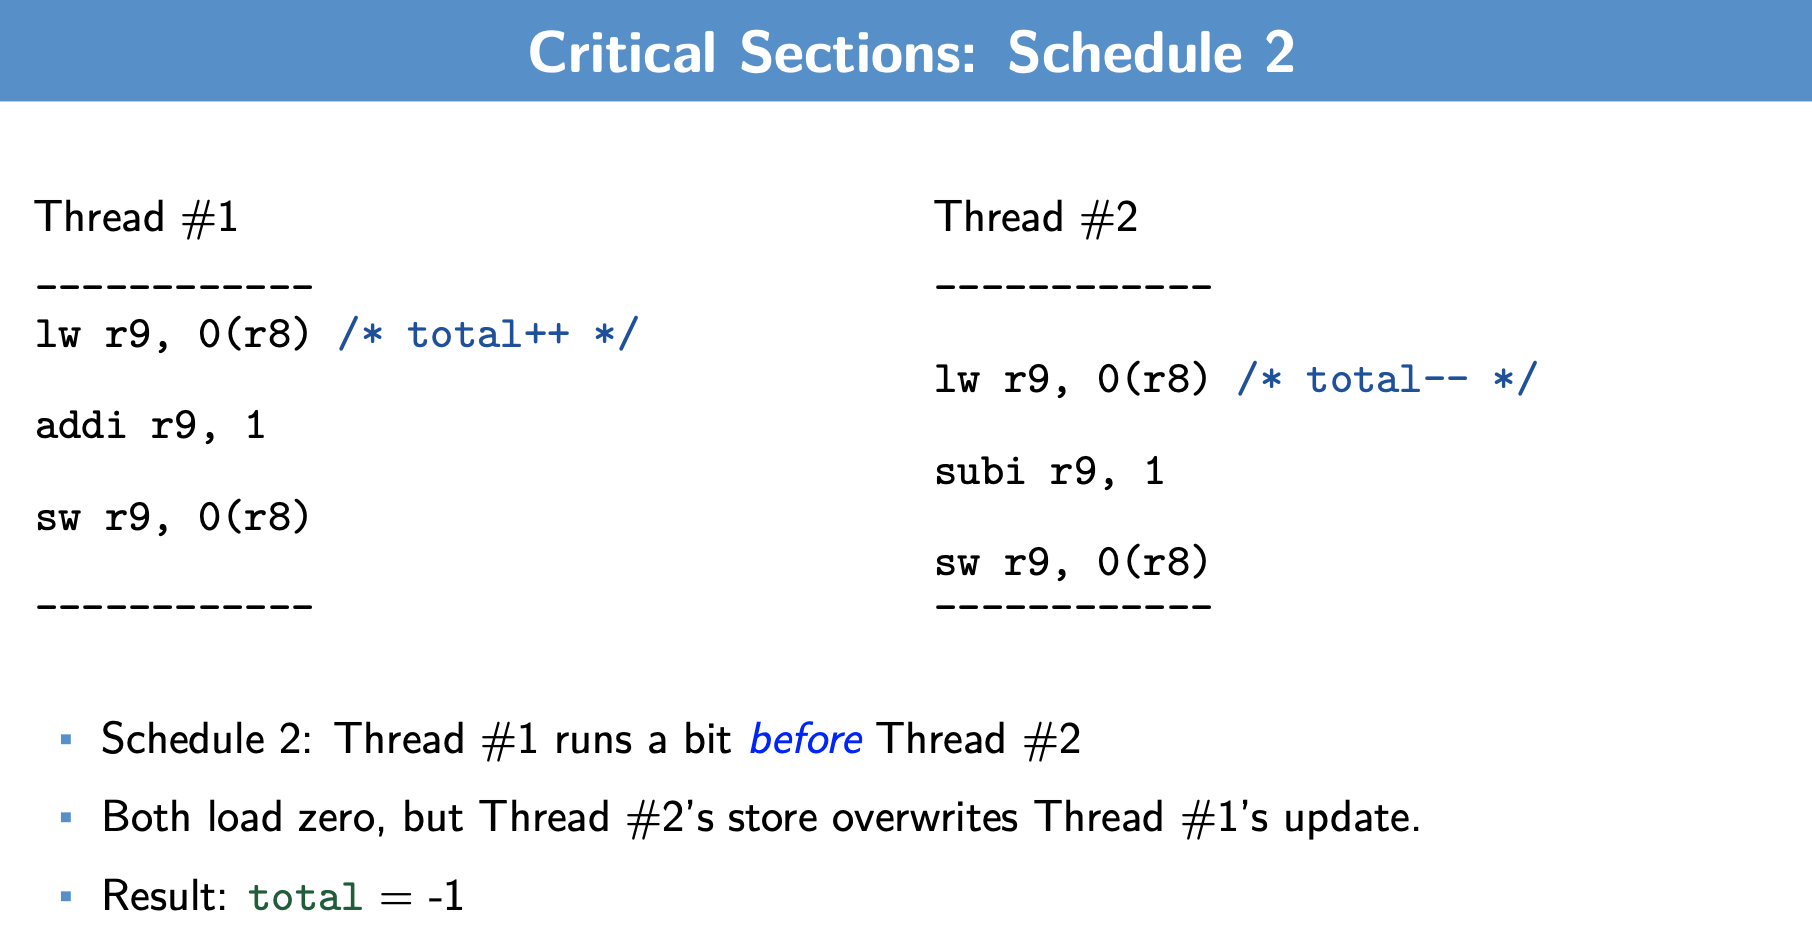 Critical Sections: Schedule 2
Thread #1
------------
lw r9, 0(r8) /* total++ */
addi r9, 1
sw r9, 0(r8)
------------
Thread #2
------------
lw r9, 0(r8) /* total-- */
subi r9, 1
sw r9, 0(r8)
------------
▪ Schedule 2: Thread #1 runs a bit before Thread #2
▪ Both load zero, but Thread #2’s store overwrites Thread #1’s update.
▪ Result: total = -1